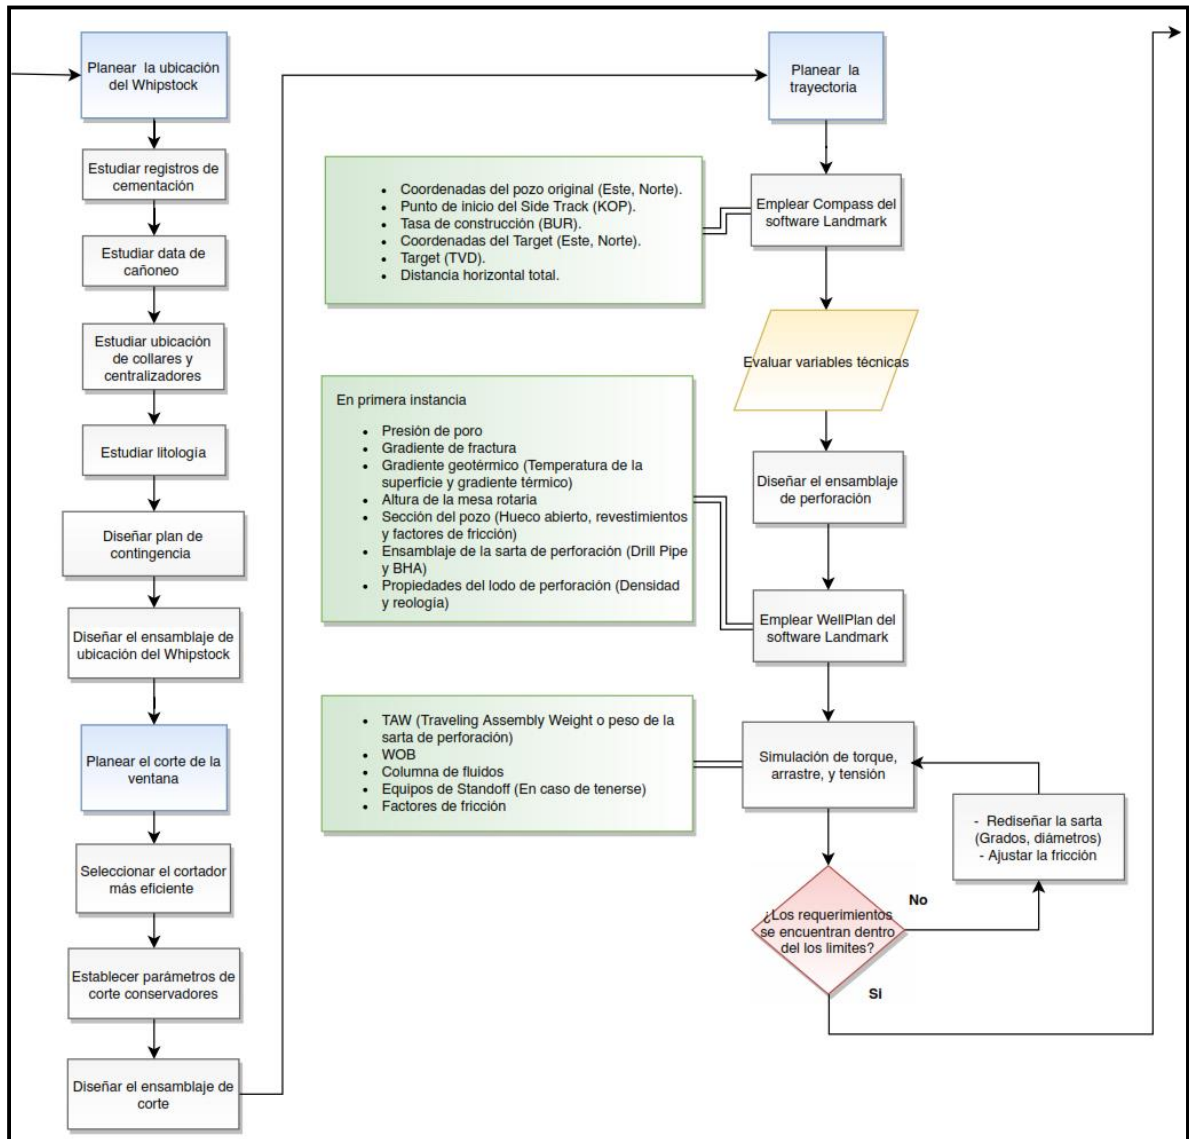 Planear la ubicación
del Whipstock
Estudiar registros de
cementación
Estudiar data de
cañoneo
Estudiar ubicación
de collares y
centralizadores
Estudiar litología
Diseñar plan de
contingencia
Diseñar el ensamblaje de
ubicación del Whipstock
Planear el corte de la
ventana
Seleccionar el cortador
más eficiente
Establecer parámetros de
corte conservadores
Diseñar el ensamblaje de
corte
Planear la
trayectoria
• Coordenadas del pozo original (Este, Norte).
• Punto de inicio del Side Track (KOP).
• Tasa de construcción (BUR).
• Coordenadas del Target (Este, Norte).
• Target (TVD).
• Distancia horizontal total.
Emplear Compass del
software Landmark
Evaluar variables técnicas
Diseñar el ensamblaje
de perforación
En primera instancia
• Presión de poro
• Gradiente de fractura
• Gradiente geotérmico (Temperatura de la
superficie y gradiente térmico)
• Altura de la mesa rotaria
• Sección del pozo (Hueco abierto, revestimientos
y factores de fricción)
• Ensamblaje de la sarta de perforación (Drill Pipe
y BHA)
• Propiedades del lodo de perforación (Densidad
y reología)
Emplear WellPlan del
software Landmark
• TAW (Traveling Assembly Weight o peso de la
sarta de perforación)
• WOB
• Columna de fluidos
• Equipos de Standoff (En caso de tenerse)
• Factores de fricción
Simulación de torque,
arrastre, y tensión
- Rediseñar la sarta
(Grados, diámetros)
- Ajustar la fricción
¿Los requerimientos
se encuentran dentro
del los limites?
No
Si